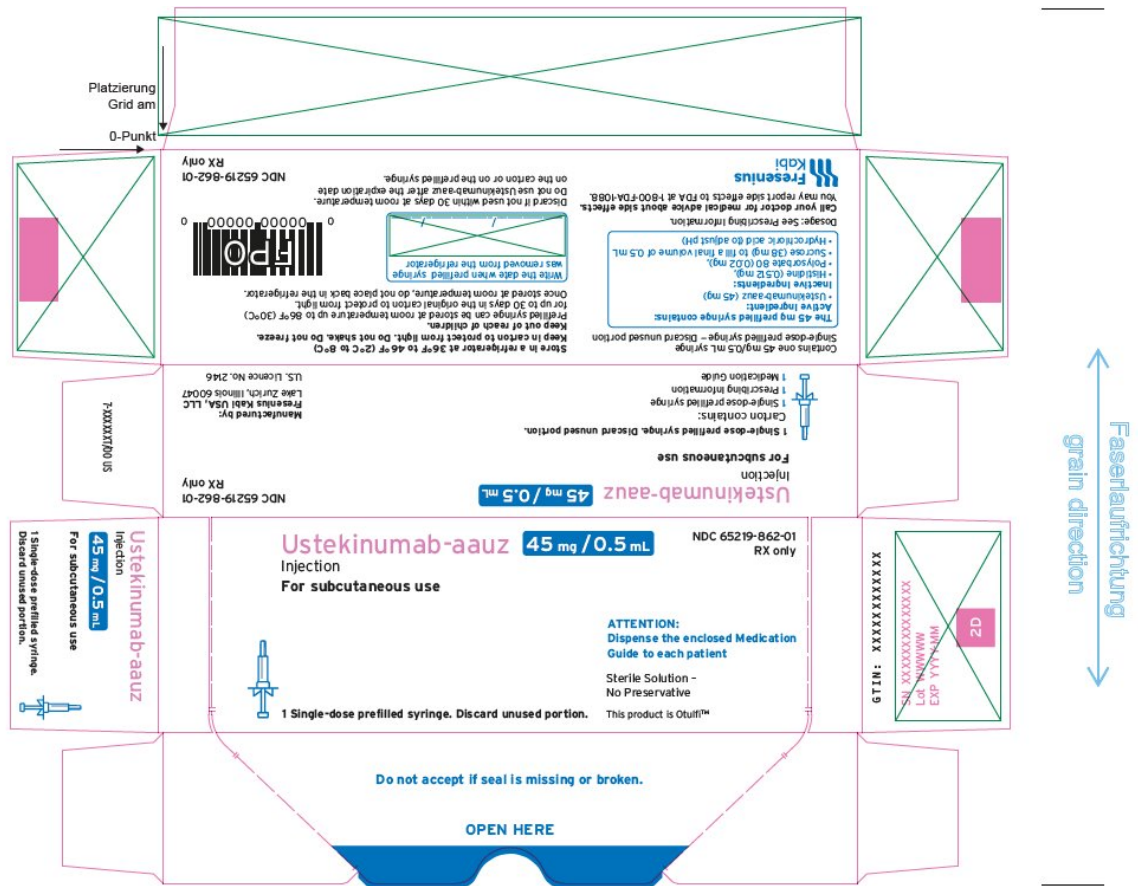 Platzierung
Grid am
0-Punkt
Fresenius
Kabi
Contains one 45 mg/0.5 mL syringe
Single-dose prefilled syringe – Discard unused portion
The 45 mg prefilled syringe contains:
Active Ingredient:
• Ustekinumab-aauz (45 mg)
Inactive Ingredients:
• Histidine (0.512 mg),
• Polysorbate 80 (0.02 mg),
• Sucrose (38 mg) to fill a final volume of 0.5 mL
• Hydrochloric acid (to adjust pH)
Dosage: See Prescribing Information.
Call your doctor for medical advice about side effects.
You may report side effects to FDA at 1-800-FDA-1088.
Store in a refrigerator at 36°F to 46°F (2°C to 8°C)
Keep in carton to protect from light. Do not shake. Do not freeze.
Keep out of reach of children.
Prefilled syringe can be stored at room temperature up to 86°F (30°C)
for up to 30 days in the original carton to protect from light.
Once stored at room temperature, do not place back in the refrigerator.
Write the date when prefilled syringe
was removed from the refrigerator
/ /
Discard if not used within 30 days at room temperature.
Do not use Ustekinumab-aauz after the expiration date
on the carton or on the prefilled syringe.
FPO
0 00000 00000 0
NDC 65219-862-01
RX only
Ustekinumab-aauz 45 mg / 0.5 mL
Injection
For subcutaneous use
1 Single-dose prefilled syringe. Discard unused portion.
Carton contains:
1 Single-dose prefilled syringe
1 Prescribing Information
1 Medication Guide
NDC 65219-862-01
RX only
Manufactured by:
Fresenius Kabi USA, LLC
Lake Zurich, Illinois 60047
U.S. Licence No. 2146
7-XXXXXXT/00 US
Ustekinumab-aauz
Injection
45 mg / 0.5 mL
For subcutaneous use
1 Single-dose prefilled syringe.
Discard unused portion.
Ustekinumab-aauz 45 mg / 0.5 mL
Injection
For subcutaneous use
NDC 65219-862-01
RX only
ATTENTION:
Dispense the enclosed Medication
Guide to each patient
Sterile Solution –
No Preservative
This product is Otulfi™
1 Single-dose prefilled syringe. Discard unused portion.
GTIN: XXXXXXXXXXXXXX
SN XXXXXXXXXXXXXX
Lot WWWWW
EXP YYYY-MM
2D
Do not accept if seal is missing or broken.
OPEN HERE
Faserlaufrichtung
grain direction